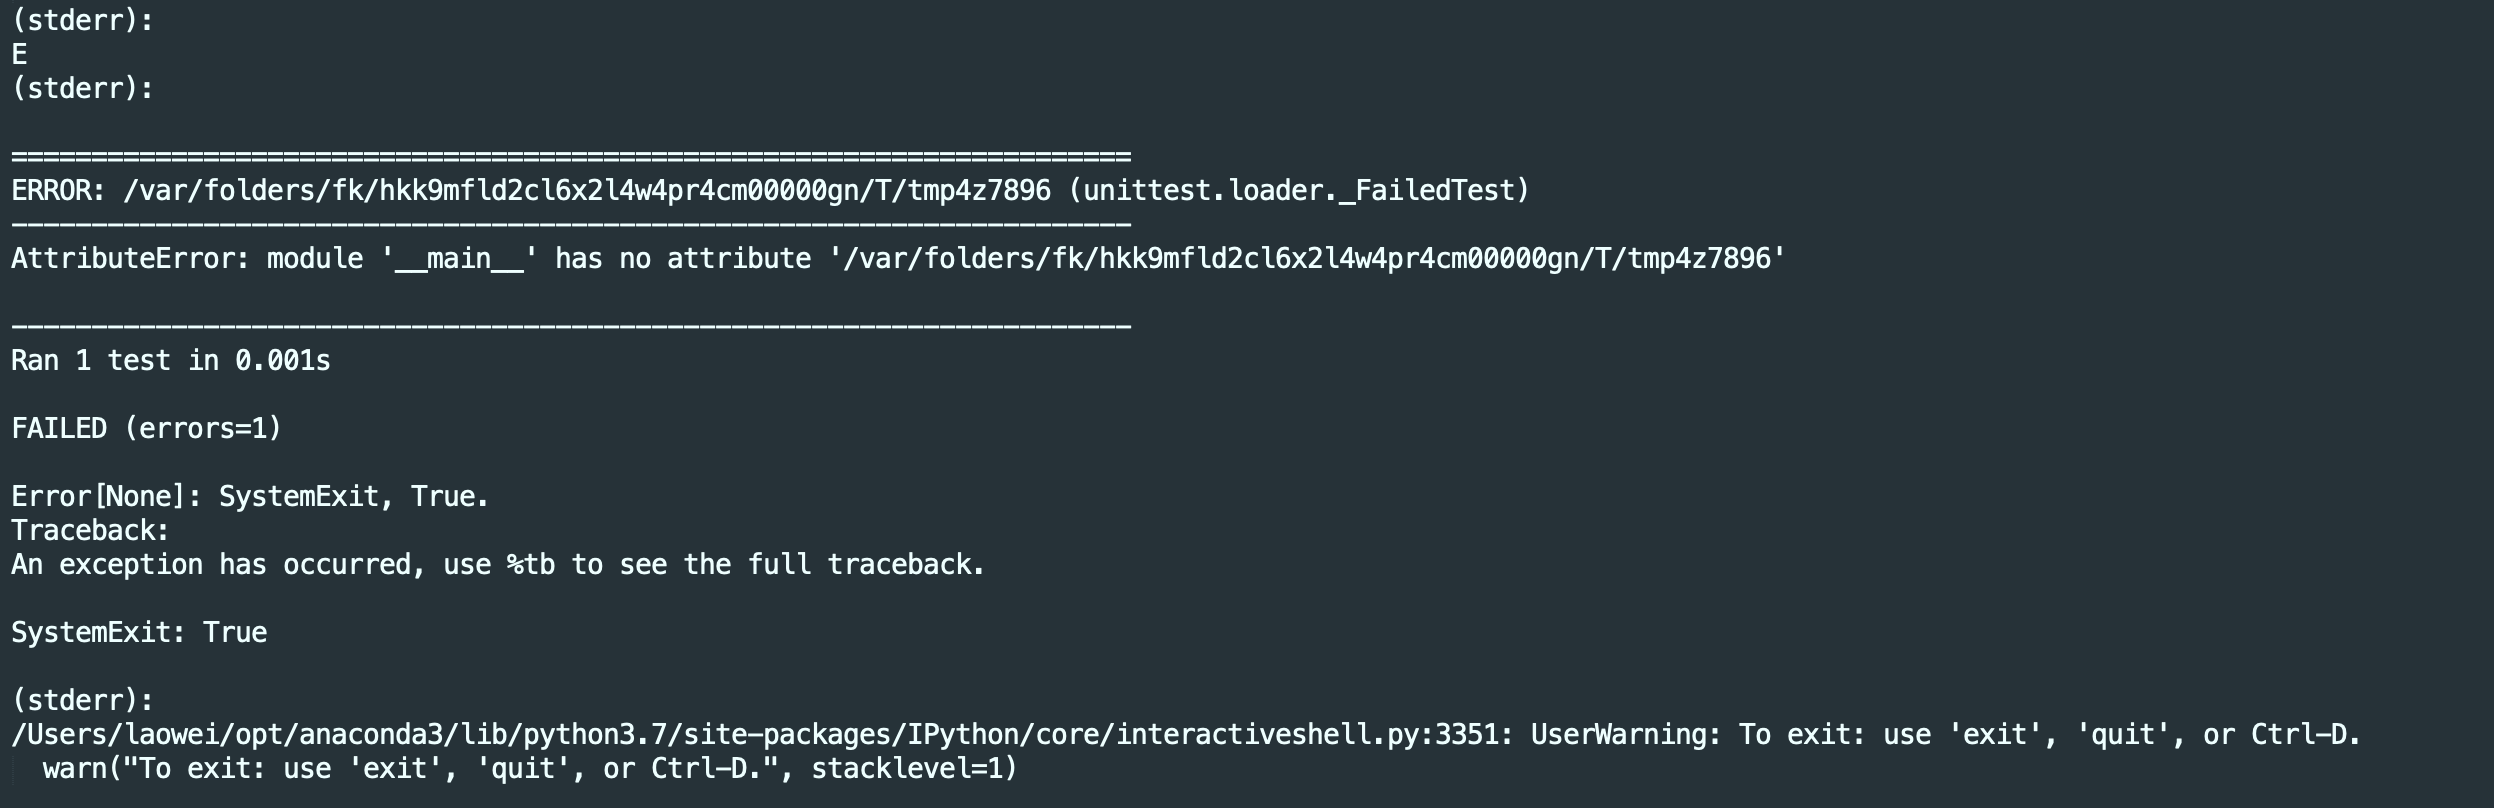 (stderr):
E
(stderr):
======================================================================
ERROR: /var/folders/fk/hkk9mfld2cl6x2l4w4pr4cm00000gn/T/tmp4z7896 (unittest.loader._FailedTest)
----------------------------------------------------------------------
AttributeError: module '__main__' has no attribute '/var/folders/fk/hkk9mfld2cl6x2l4w4pr4cm00000gn/T/tmp4z7896'
----------------------------------------------------------------------
Ran 1 test in 0.001s
FAILED (errors=1)
Error[None]: SystemExit, True.
Traceback:
An exception has occurred, use %tb to see the full traceback.
SystemExit: True
(stderr):
/Users/laowei/opt/anaconda3/lib/python3.7/site-packages/IPython/core/interactiveshell.py:3351: UserWarning: To exit: use 'exit', 'quit', or Ctrl-D.
  warn("To exit: use 'exit', 'quit', or Ctrl-D.", stacklevel=1)